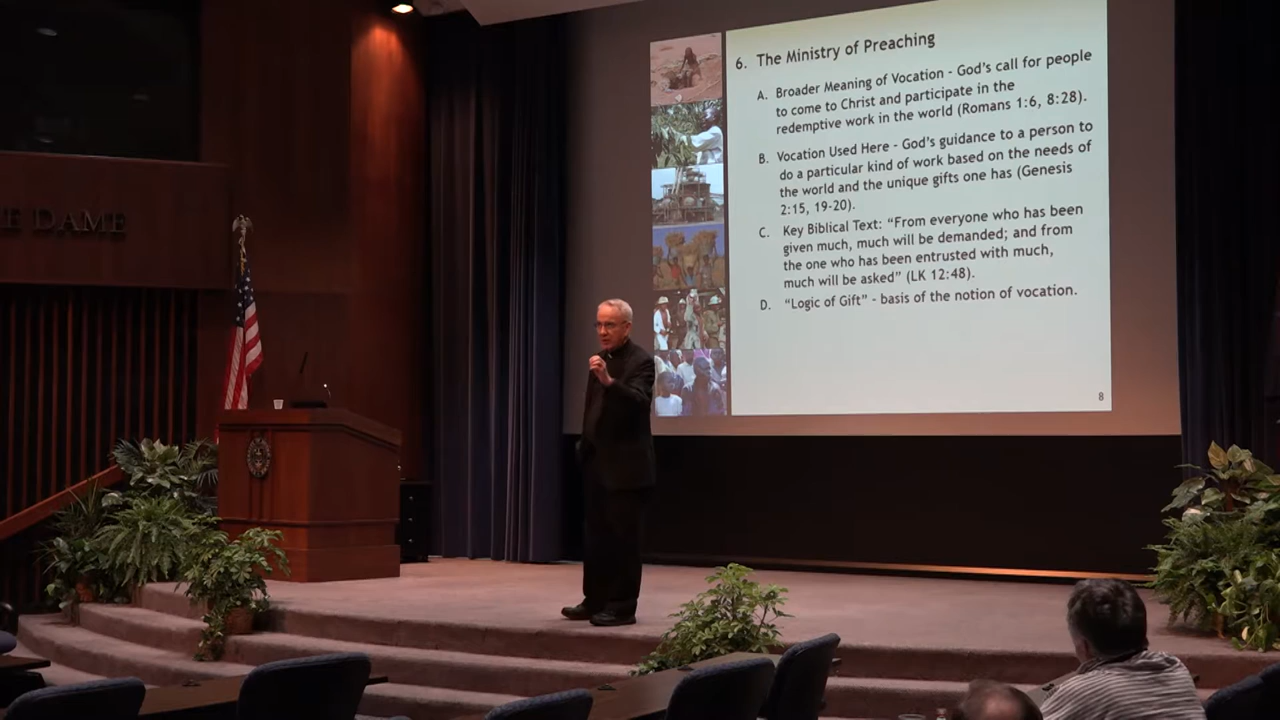 E DAME
6. The Ministry of Preaching
A. Broader Meaning of Vocation - God's call for people
to come to Christ and participate in the
redemptive work in the world (Romans 1:6, 8:28).
B. Vocation Used Here - God's guidance to a person to
do a particular kind of work based on the needs of
the world and the unique gifts one has (Genesis
2:15, 19-20).
C. Key Biblical Text: “From everyone who has been
given much, much will be demanded; and from
the one who has been entrusted with much,
much will be asked” (LK 12:48).
D. “Logic of Gift” - basis of the notion of vocation.
8